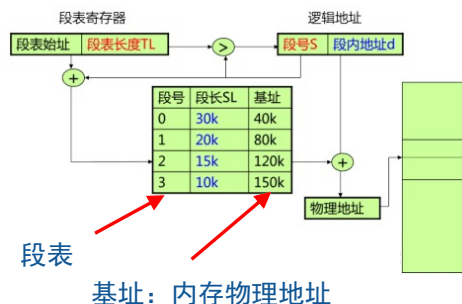 段表寄存器 逻辑地址
段表始址 段表长度TL > 段号S 段内地址d
+
段号 段长SL 基址
0 30k 40k
1 20k 80k
2 15k 120k +
3 10k 150k
物理地址
段表
基址：内存物理地址